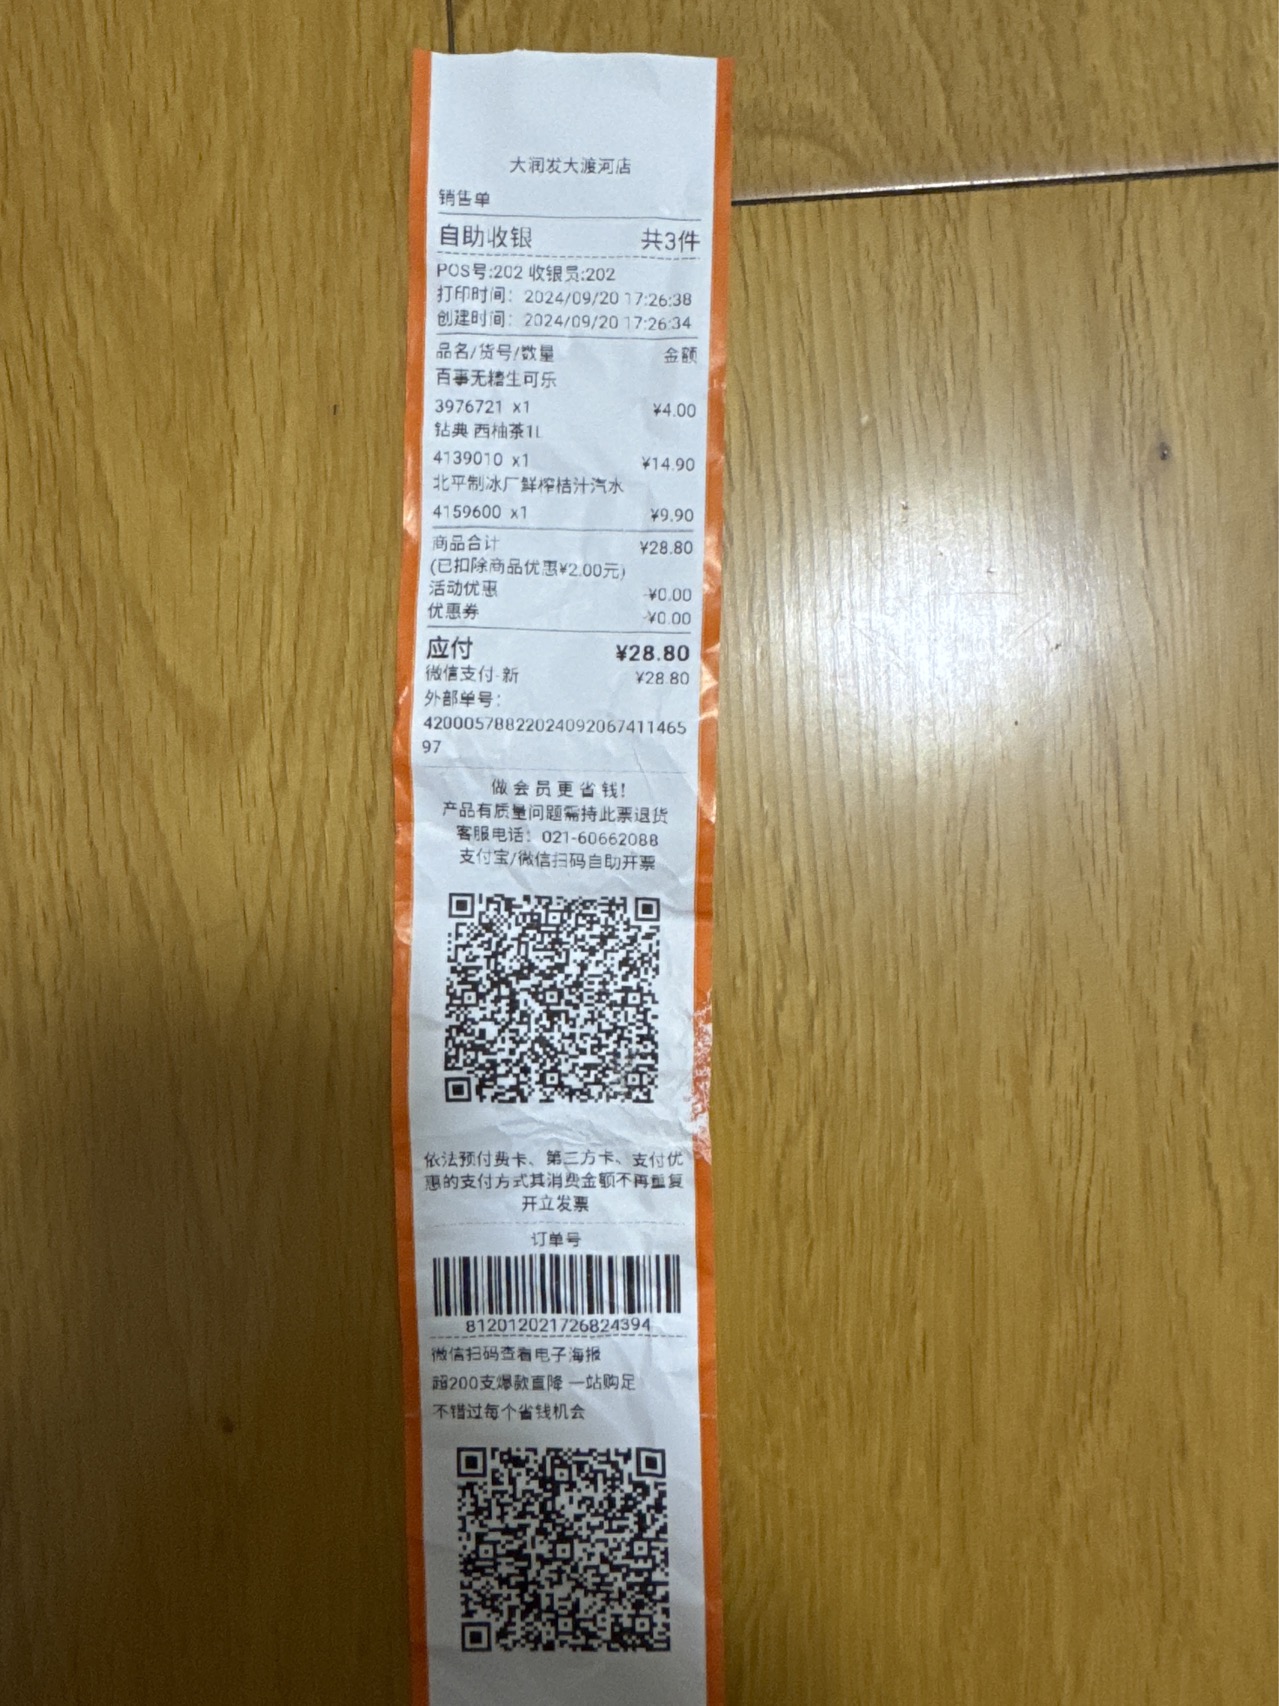 大润发大渡河店
销售单
自助收银 共3件
POS号:202 收银员:202
打印时间: 2024/09/20 17:26:38
创建时间: 2024/09/20 17:26:34
品名/货号/数量 金额
百事无糖生可乐
3976721 x1 ¥4.00
钻典 西柚茶1L
4139010 x1 ¥14.90
北平制冰厂鲜榨桔汁汽水
4159600 x1 ¥9.90
商品合计 ¥28.80
(已扣除商品优惠¥2.00元)
活动优惠 -¥0.00
优惠券 -¥0.00
应付 ¥28.80
微信支付-新 ¥28.80
外部单号:
42000578822024092067411465
97
做会员更省钱!
产品有质量问题需持此票退货
客服电话: 021-60662088
支付宝/微信扫码自助开票
依法预付费卡、第三方卡、支付优
惠的支付方式其消费金额不再重复
开立发票
订单号
812012021726824394
微信扫码查看电子海报
超200支爆款直降 一站购足
不错过每个省钱机会